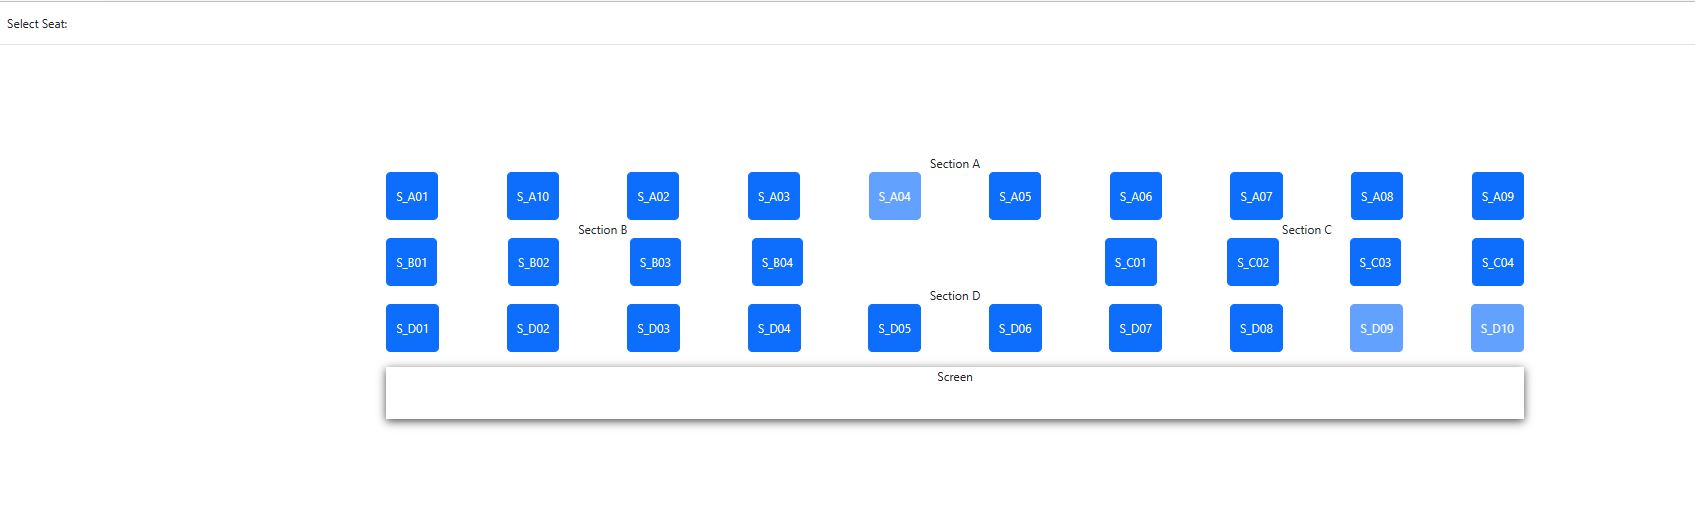 Select Seat:
Section A
S_A01 S_A10 S_A02 S_A03 S_A04 S_A05 S_A06 S_A07 S_A08 S_A09
Section B Section C
S_B01 S_B02 S_B03 S_B04 S_C01 S_C02 S_C03 S_C04
Section D
S_D01 S_D02 S_D03 S_D04 S_D05 S_D06 S_D07 S_D08 S_D09 S_D10
Screen